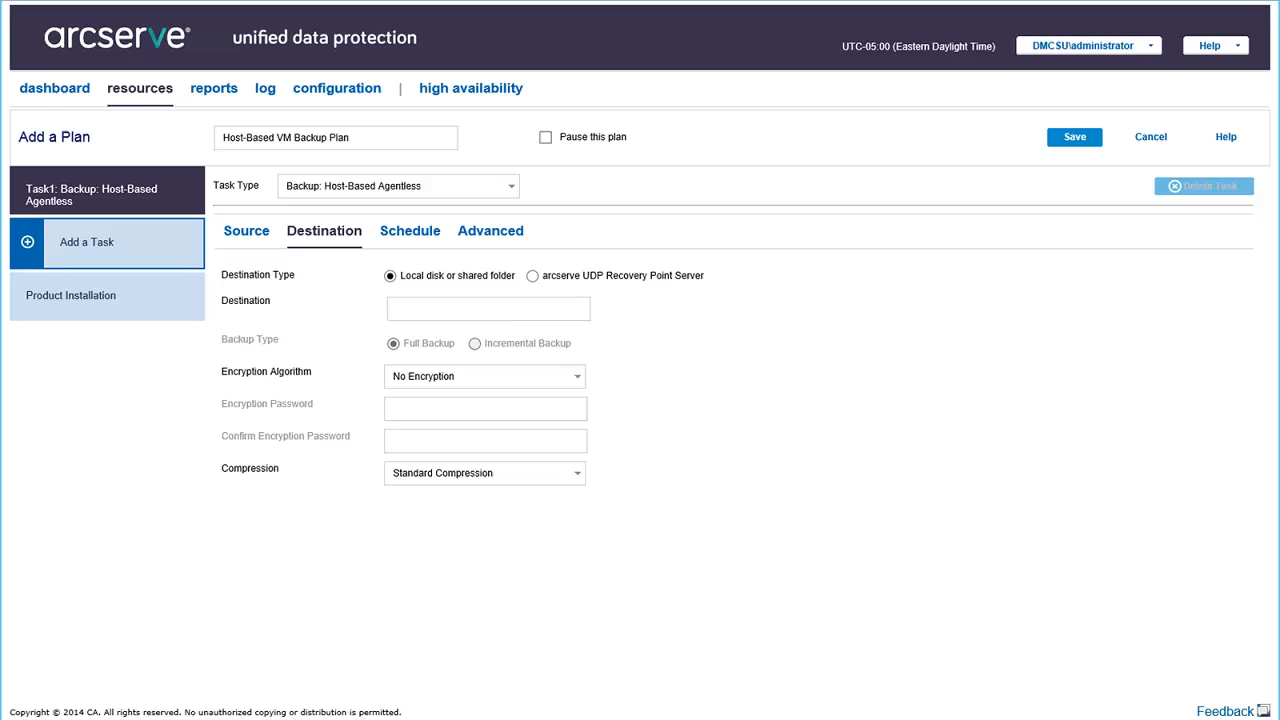 arcserve® unified data protection
UTC-05:00 (Eastern Daylight Time) DMCSU\administrator Help
dashboard resources reports log configuration | high availability
Add a Plan Host-Based VM Backup Plan Pause this plan Save Cancel Help
Task1: Backup: Host-Based
Agentless
Add a Task
Product Installation
Task Type Backup: Host-Based Agentless Delete Task
Source Destination Schedule Advanced
Destination Type Local disk or shared folder arcserve UDP Recovery Point Server
Destination
Backup Type Full Backup Incremental Backup
Encryption Algorithm No Encryption
Encryption Password
Confirm Encryption Password
Compression Standard Compression
Copyright © 2014 CA. All rights reserved. No unauthorized copying or distribution is permitted.
Feedback